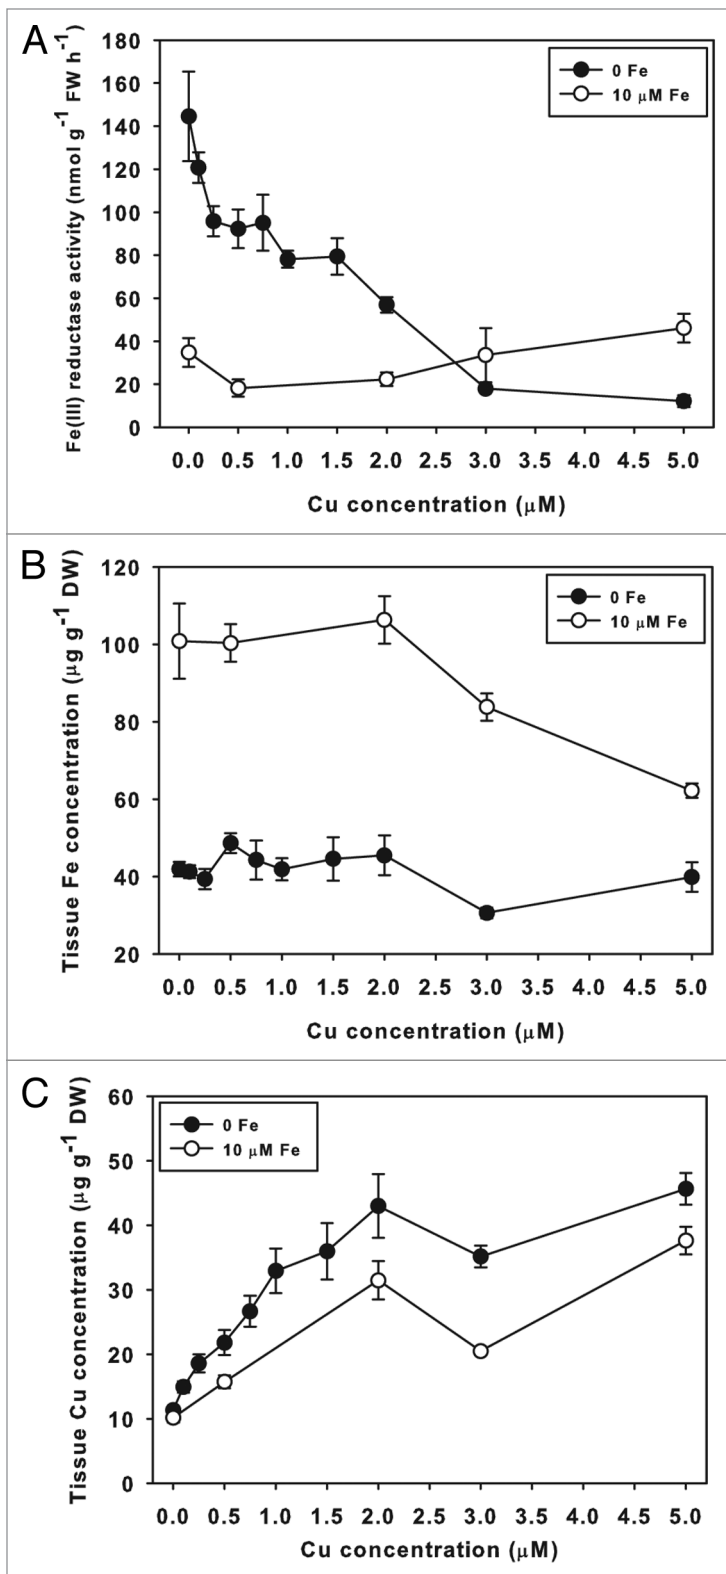 A
Fe(III) reductase activity (nmol g⁻¹ FW h⁻¹)
180
160
140
120
100
80
60
40
20
0
0 Fe
10 μM Fe
0.0 0.5 1.0 1.5 2.0 2.5 3.0 3.5 4.0 4.5 5.0
Cu concentration (μM)
B
Tissue Fe concentration (μg g⁻¹ DW)
120
100
80
60
40
20
0 Fe
10 μM Fe
0.0 0.5 1.0 1.5 2.0 2.5 3.0 3.5 4.0 4.5 5.0
Cu concentration (μM)
C
Tissue Cu concentration (μg g⁻¹ DW)
60
50
40
30
20
10
0
0 Fe
10 μM Fe
0.0 0.5 1.0 1.5 2.0 2.5 3.0 3.5 4.0 4.5 5.0
Cu concentration (μM)